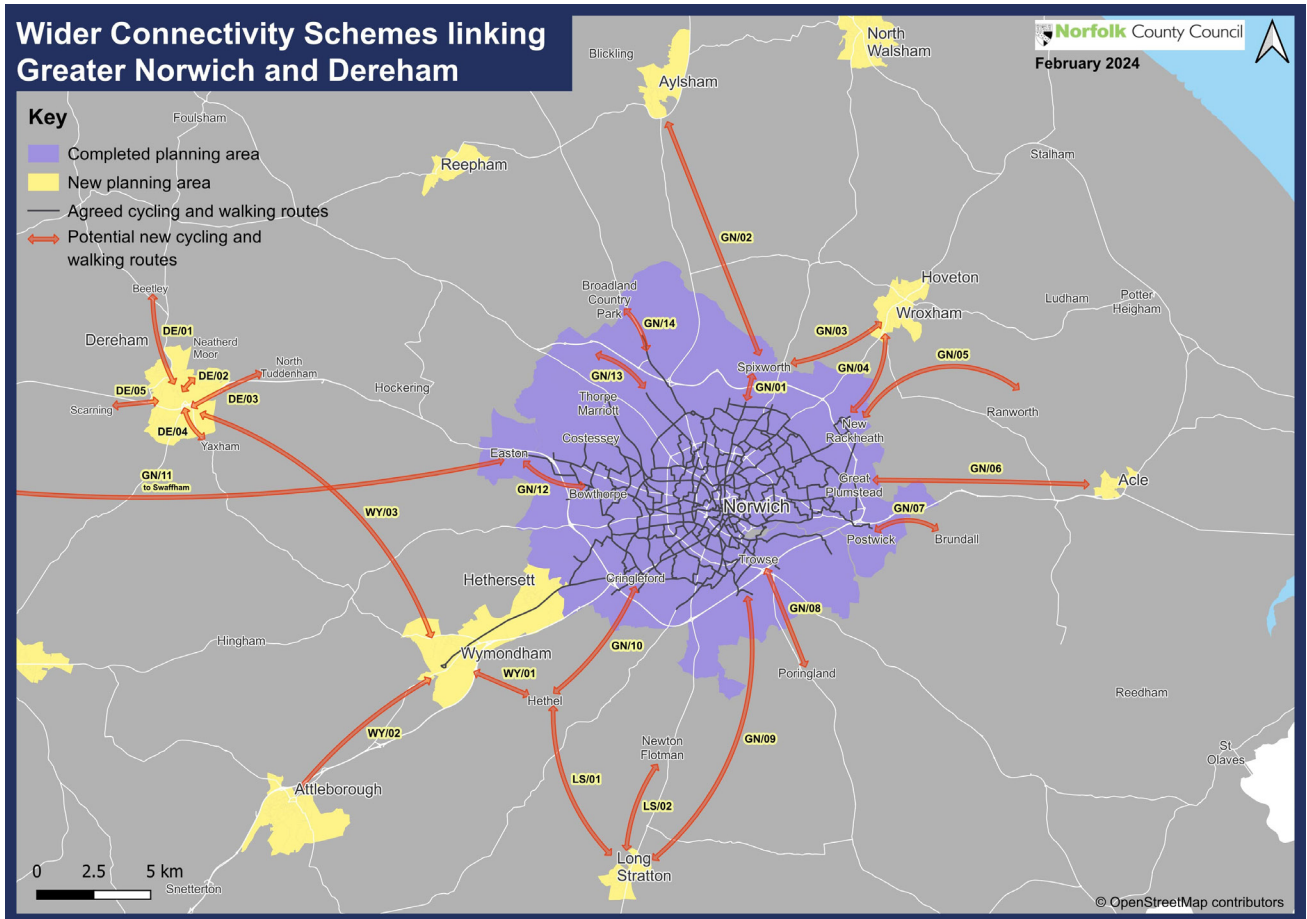 Wider Connectivity Schemes linking
Greater Norwich and Dereham
Norfolk County Council
February 2024
Key
Completed planning area
New planning area
Agreed cycling and walking routes
Potential new cycling and
walking routes
Blickling
Aylsham
North
Walsham
Foulsham
Reepham
Stalham
GN/02
Beetley
Broadland
Country
Park
Hoveton
Wroxham
Ludham
Potter
Heigham
DE/01
Dereham
Neatherd
Moor
GN/14
GN/03
GN/05
North
Tuddenham
DE/02
Spixworth
GN/04
GN/13
GN/01
DE/05
DE/03
Hockering
Thorpe
Marriott
Scarning
Ranworth
DE/04
Yaxham
Costessey
New
Rackheath
Easton
GN/11
to Swaffham
GN/12
Bowthorpe
Great
Plumstead
GN/06
Acle
Norwich
GN/07
WY/03
Postwick
Brundall
Trowse
Hethersett
Cringleford
GN/08
Hingham
GN/10
Wymondham
WY/01
Poringland
Hethel
Reedham
WY/02
Newton
Flotman
GN/09
St
Olaves
LS/01
Attleborough
LS/02
Long
Stratton
0 2.5 5 km
Snetterton
© OpenStreetMap contributors